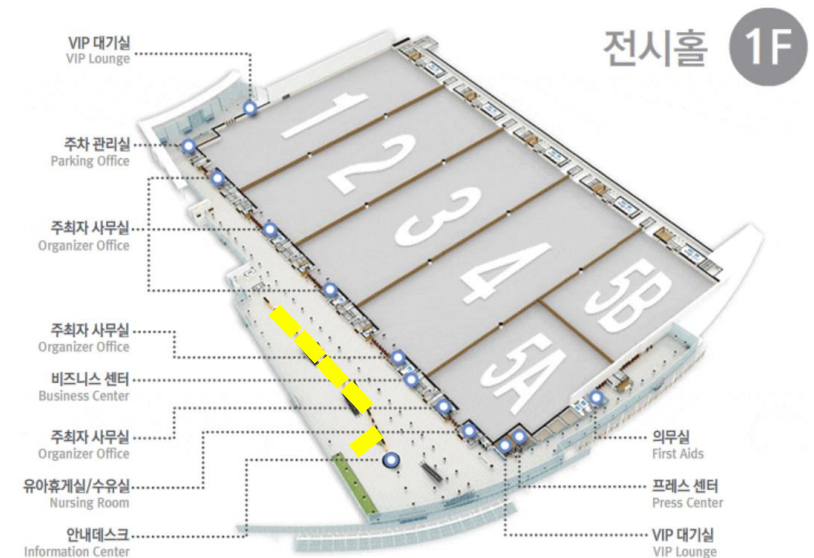 전시홀 1F
VIP 대기실
VIP Lounge
주차 관리실
Parking Office
주최자 사무실
Organizer Office
주최자 사무실
Organizer Office
비즈니스 센터
Business Center
주최자 사무실
Organizer Office
유아휴게실/수유실
Nursing Room
안내데스크
Information Center
1
2
3
4
5A
5B
의무실
First Aids
프레스 센터
Press Center
VIP 대기실
VIP Lounge